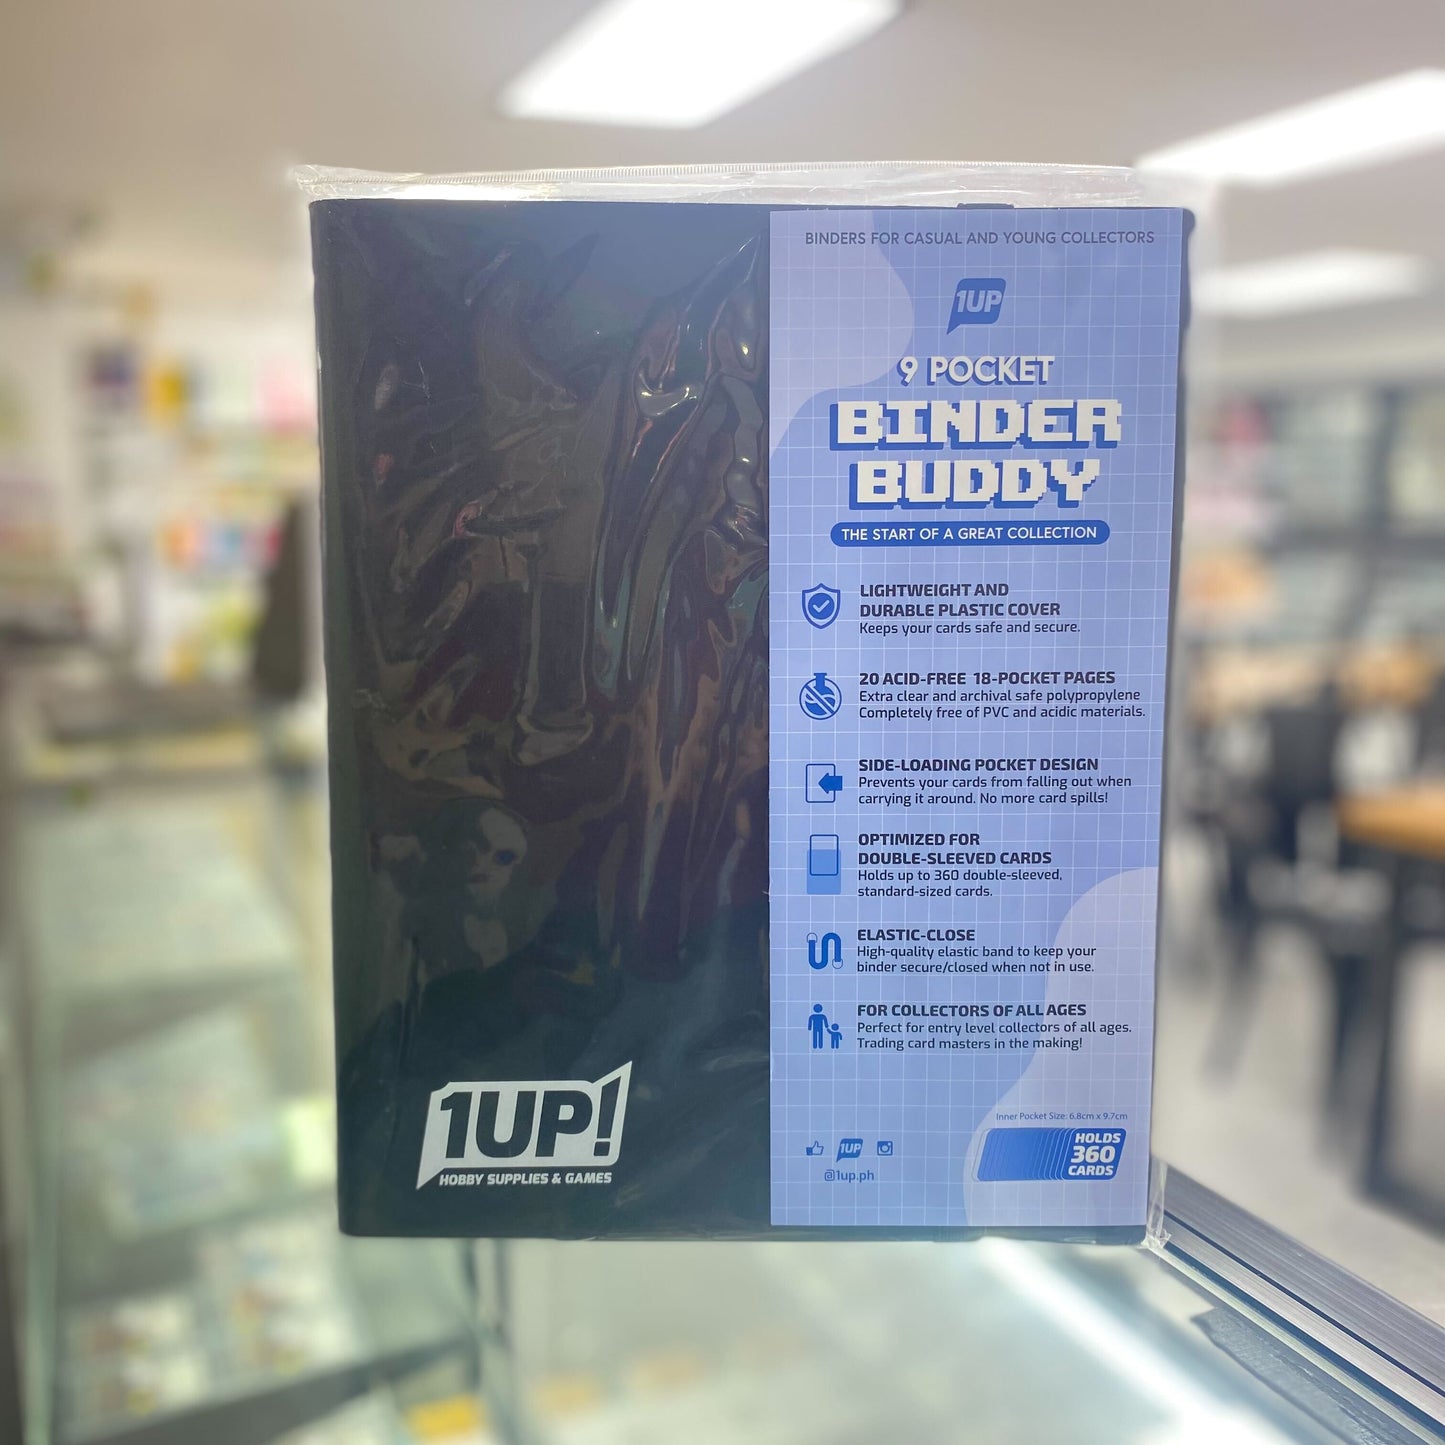 BINDERS FOR CASUAL AND YOUNG COLLECTORS
1UP
9 POCKET
BINDER
BUDDY
THE START OF A GREAT COLLECTION
LIGHTWEIGHT AND
DURABLE PLASTIC COVER
Keeps your cards safe and secure.
20 ACID-FREE 18-POCKET PAGES
Extra clear and archival safe polypropylene
Completely free of PVC and acidic materials.
SIDE-LOADING POCKET DESIGN
Prevents your cards from falling out when
carrying it around. No more card spills!
OPTIMIZED FOR
DOUBLE-SLEEVED CARDS
Holds up to 360 double-sleeved,
standard-sized cards.
ELASTIC-CLOSE
High-quality elastic band to keep your
binder secure/closed when not in use.
FOR COLLECTORS OF ALL AGES
Perfect for entry level collectors of all ages.
Trading card masters in the making!
Inner Pocket Size: 6.8cm x 9.7cm
HOLDS
360
CARDS
1UP
@1up.ph
1UP!
HOBBY SUPPLIES & GAMES